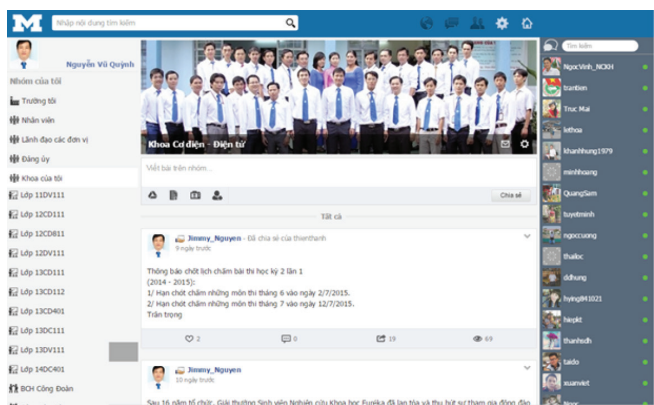 M
Nhập nội dung tìm kiếm
Nguyễn Vũ Quỳnh
Nhóm của tôi
Trường tôi
Nhân viên
Lãnh đạo các đơn vị
Đảng ủy
Khoa của tôi
Lớp 11DV111
Lớp 12CD111
Lớp 12CD811
Lớp 12DV111
Lớp 13CD111
Lớp 13CD112
Lớp 13CD401
Lớp 13DC111
Lớp 13DV111
Lớp 14DC401
BCH Công Đoàn
Khoa Cơ điện - Điện tử
Viết bài trên nhóm...
Chia sẻ
Tất cả
Jimmy_Nguyen - Đã chia sẻ của thienthanh
9 ngày trước
Thông báo chốt lịch chấm bài thi học kỳ 2 lần 1
(2014 - 2015):
1/ Hạn chót chấm những môn thi tháng 6 vào ngày 2/7/2015.
2/ Hạn chót chấm những môn thi tháng 7 vào ngày 12/7/2015.
Trân trọng
2
0
19
69
Jimmy_Nguyen
10 ngày trước
Sau 16 năm tổ chức, Giải thưởng Sinh viên Nghiên cứu Khoa học Eureka đã lan tỏa và thu hút sự tham gia đông đảo
Tìm kiếm
NgocVinh_NCKH
trantien
Truc Mai
lethoa
khanhhung1979
minhhoang
QuangSam
tuyetminh
ngoccuong
thailoc
ddhung
hying841021
hiepkt
thanhsdh
taido
xuanviet
Ngoc